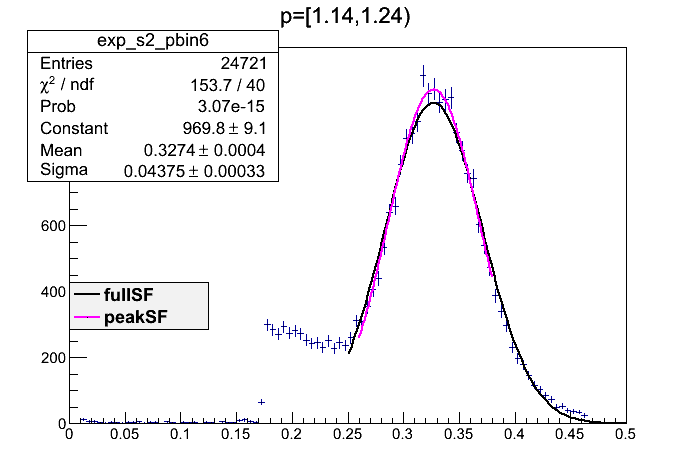 p=[1.14,1.24)
exp_s2_pbin6
Entries 24721
χ² / ndf 153.7 / 40
Prob 3.07e-15
Constant 969.8 ± 9.1
Mean 0.3274 ± 0.0004
Sigma 0.04375 ± 0.00033
600
400
fullSF
peakSF
200
0
0 0.05 0.1 0.15 0.2 0.25 0.3 0.35 0.4 0.45 0.5